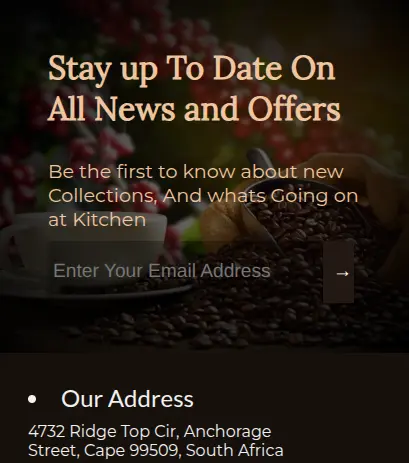 Stay up To Date On
All News and Offers
Be the first to know about new
Collections, And whats Going on
at Kitchen
Enter Your Email Address →
• Our Address
4732 Ridge Top Cir, Anchorage
Street, Cape 99509, South Africa